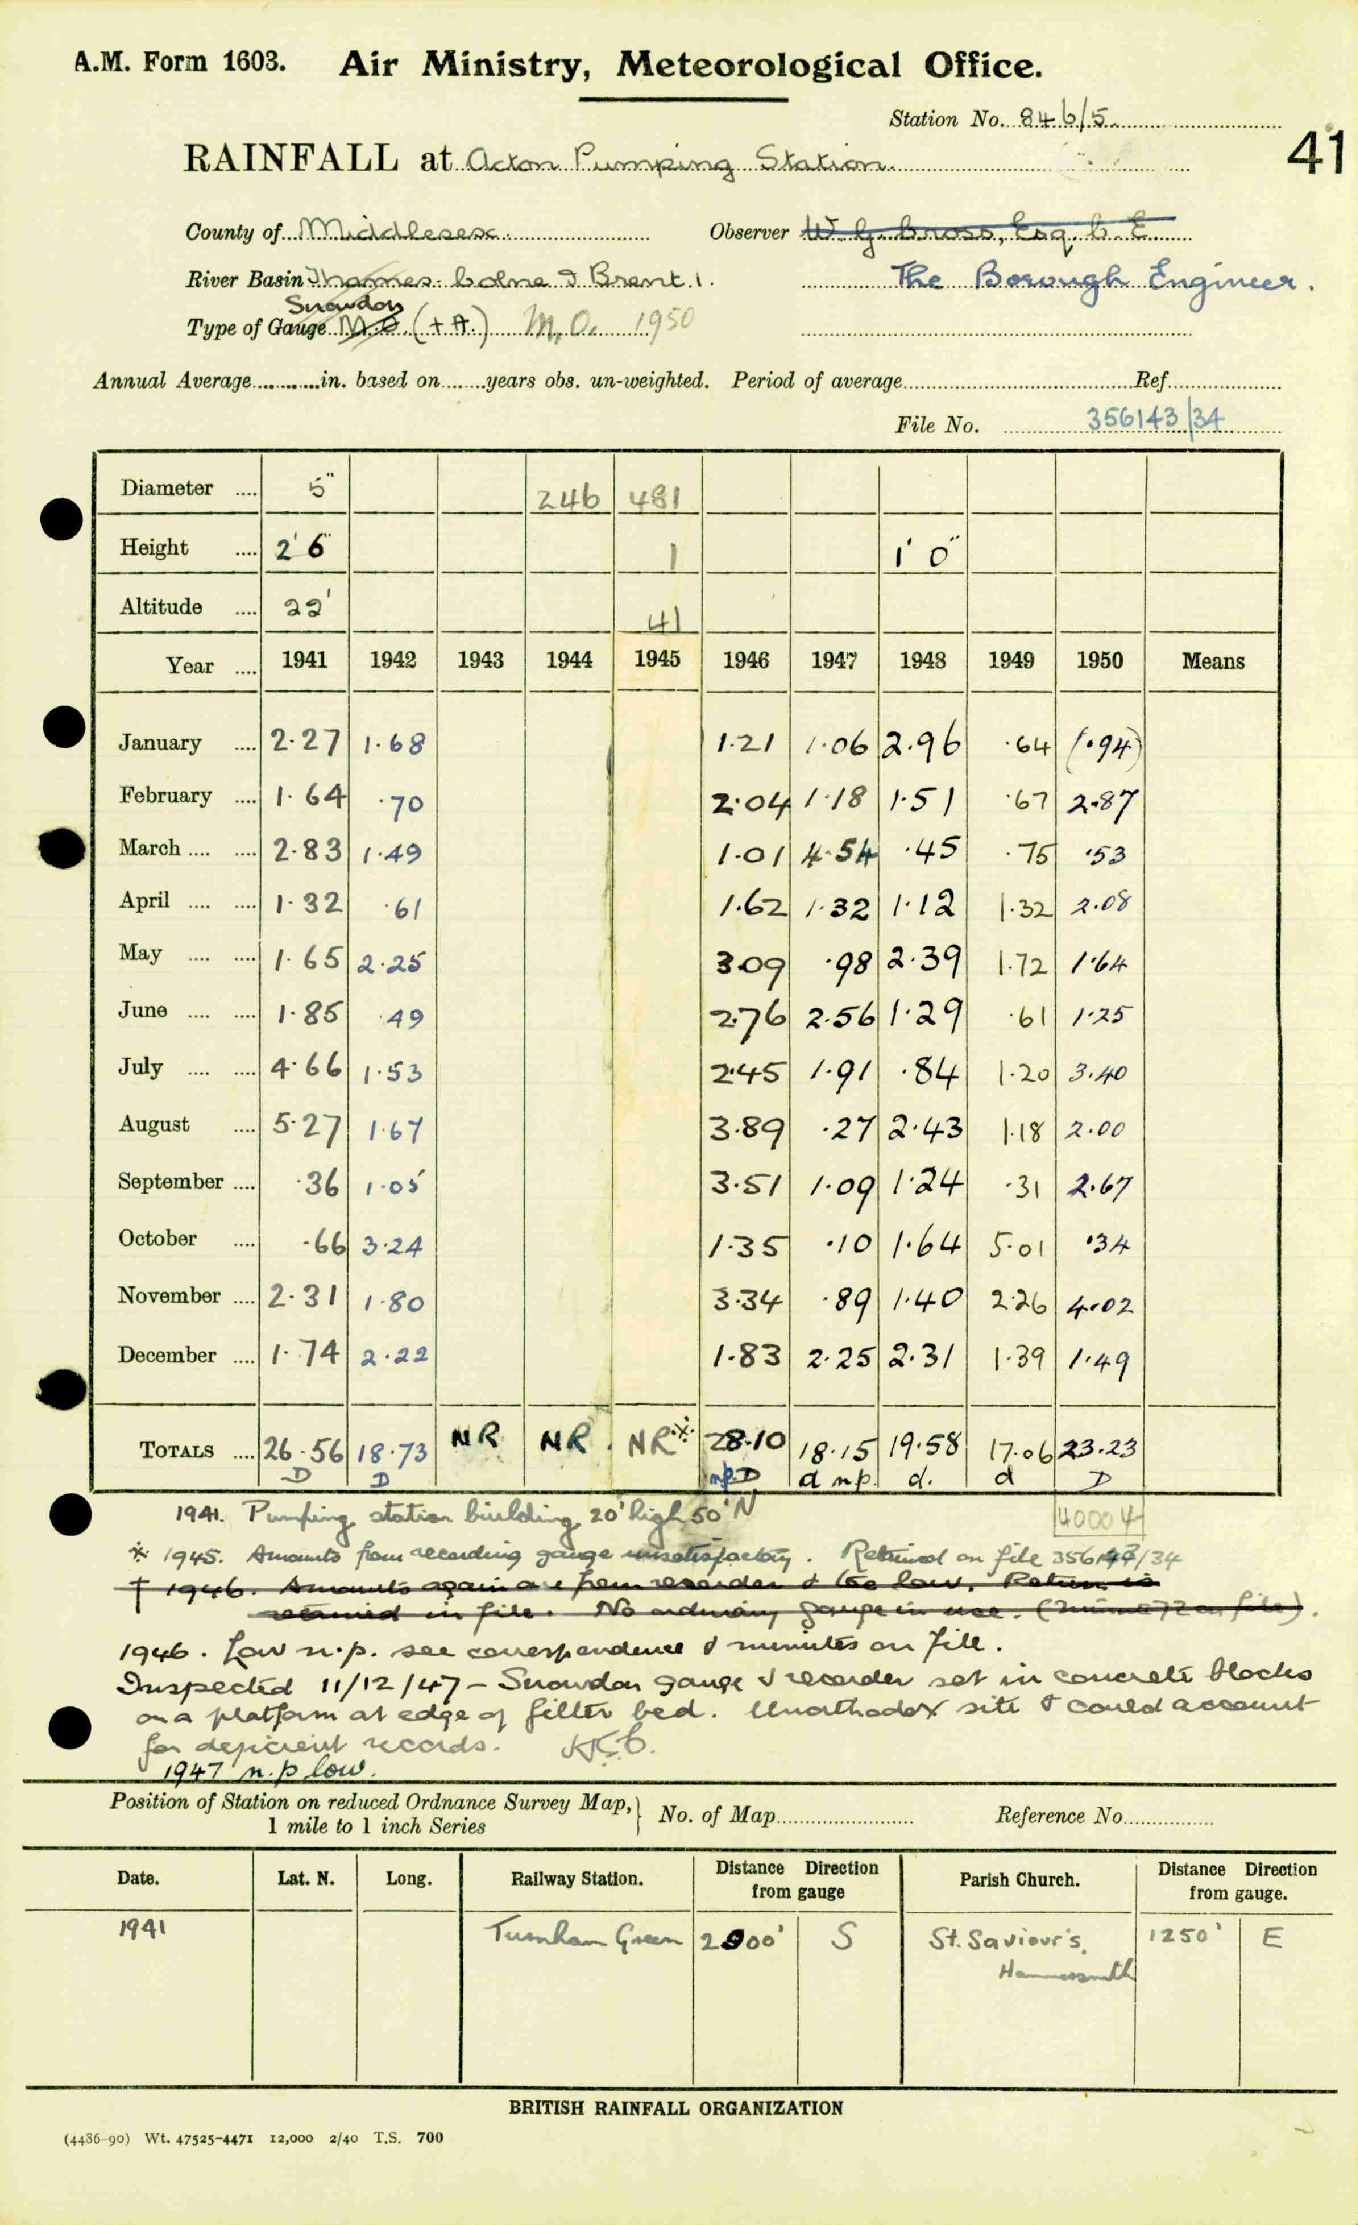 A.M. Form 1603. Air Ministry, Meteorological Office.
Station No. 846/5
41
RAINFALL at Acton Pumping Station.
County of Middlesex. Observer W. G. Cross, Esq. C. E.
River Basin Thames. Colne & Brent 1. The Borough Engineer.
Snowdon
Type of Gauge M.O (+A.) M.O. 1950
Annual Average in. based on years obs. un-weighted. Period of average Ref
File No. 356143/34
Diameter 5" 246 481
Height 2' 6" 1 1' 0"
Altitude 22' 41
Year 1941 1942 1943 1944 1945 1946 1947 1948 1949 1950 Means
January 2.27 1.68 1.21 1.06 2.96 .64 (.94)
February 1.64 .70 2.04 1.18 1.51 .67 2.87
March 2.83 1.49 1.01 4.54 .45 .75 .53
April 1.32 .61 1.62 1.32 1.12 1.32 2.08
May 1.65 2.25 3.09 .98 2.39 1.72 1.64
June 1.85 .49 2.76 2.56 1.29 .61 1.25
July 4.66 1.53 2.45 1.91 .84 1.20 3.40
August 5.27 1.67 3.89 .27 2.43 1.18 2.00
September .36 1.05 3.51 1.09 1.24 .31 2.67
October .66 3.24 1.35 .10 1.64 5.01 .34
November 2.31 1.80 3.34 .89 1.40 2.26 4.02
December 1.74 2.22 1.83 2.25 2.31 1.39 1.49
TOTALS 26.56 18.73 NR NR NR* 28.10 18.15 19.58 17.06 23.23
D D np.D d np. d. d D
1941. Pumping station building 20' high 50' N
40004
* 1945. Amounts from recording gauge unsatisfactory. Returned on file 356143/34
† 1946. Amounts again are from recorder & too low. Return is
retained in file. No ordinary gauge in use. (Minute 72 on file).
1946. Low n.p. see correspondence & minutes on file.
Inspected 11/12/47 – Snowdon gauge & recorder set in concrete blocks
on a platform at edge of filter bed. Unorthodox site & could account
for deficient records.
1947 n.p low.
Position of Station on reduced Ordnance Survey Map,
1 mile to 1 inch Series
No. of Map Reference No.
Date. Lat. N. Long. Railway Station. Distance Direction from gauge Parish Church. Distance Direction from gauge.
1941 Turnham Green 2900' S St. Saviour's, 1250' E
Hammersmith
BRITISH RAINFALL ORGANIZATION
(4486-90) Wt. 47525-4471 12,000 2/40 T.S. 700